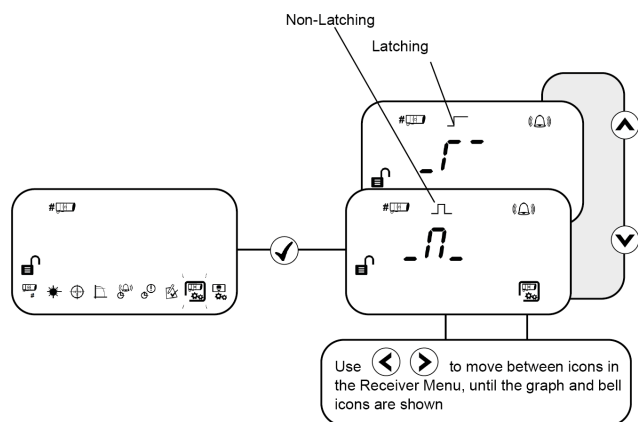 Non-Latching
Latching
#
#
#
#
Use to move between icons in
the Receiver Menu, until the graph and bell
icons are shown